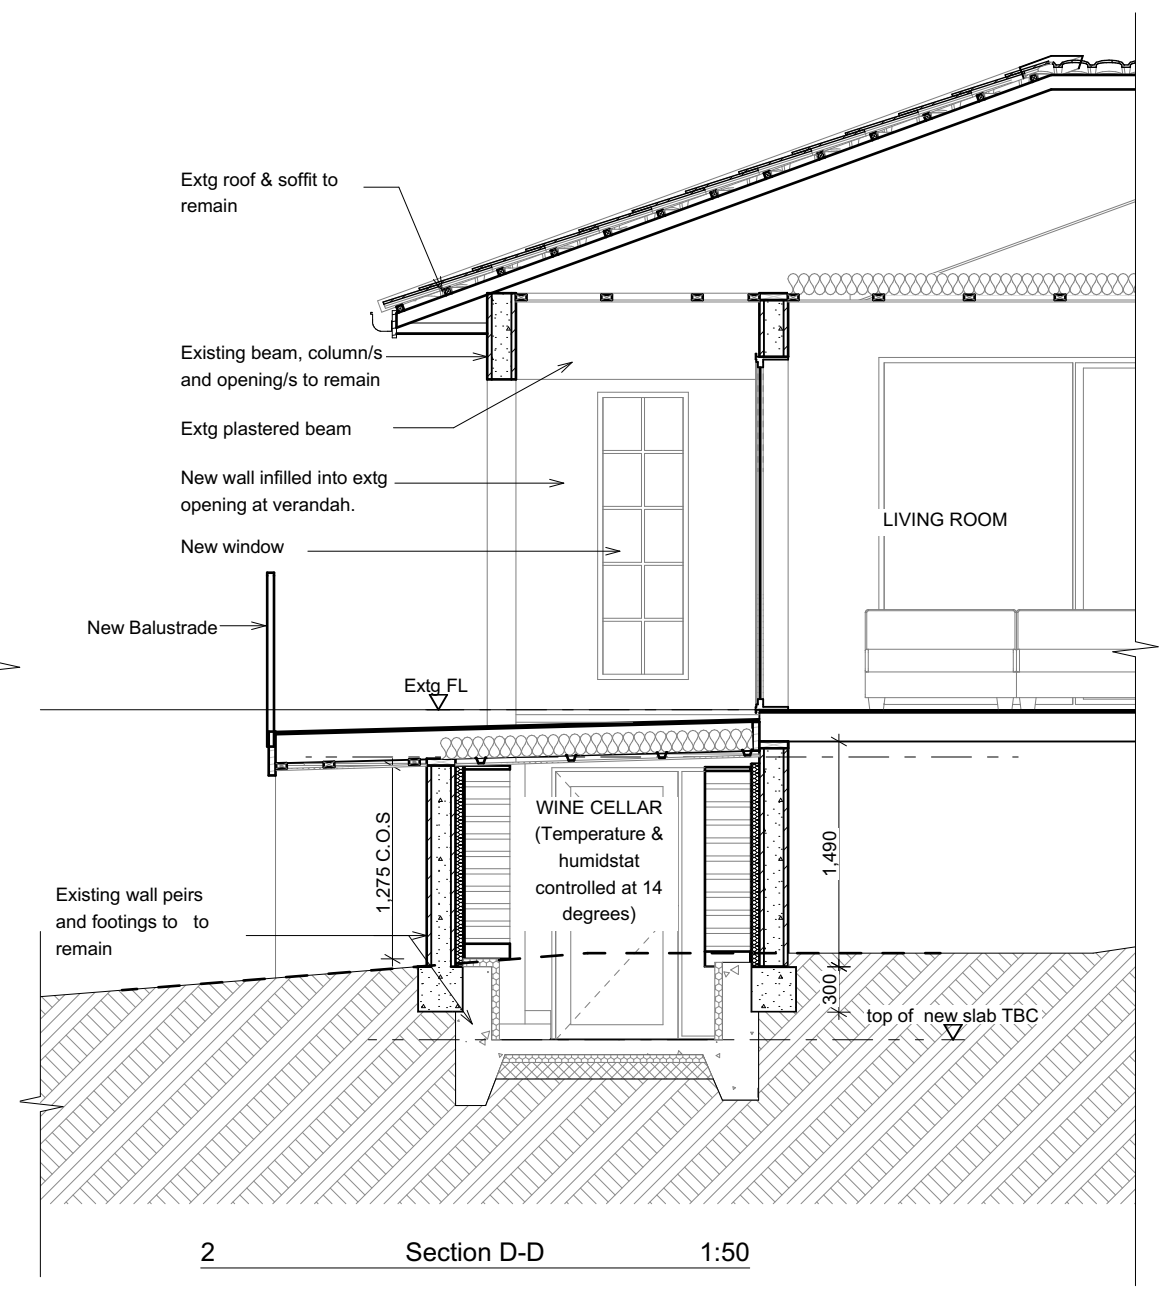 Extg roof & soffit to
remain
Existing beam, column/s
and opening/s to remain
Extg plastered beam
New wall infilled into extg
opening at verandah.
New window
LIVING ROOM
New Balustrade
Extg FL
WINE CELLAR
(Temperature &
humidstat
controlled at 14
degrees)
1,275 C.O.S
1,490
Existing wall peirs
and footings to to
remain
300
top of new slab TBC
2 Section D-D 1:50